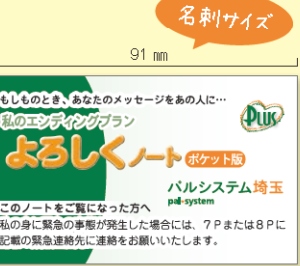 名刺サイズ
91 ㎜
もしものとき、あなたのメッセージをあの人に…
私のエンディングプラン
PLUS
よろしくノート ポケット版
パルシステム埼玉
pal-system
このノートをご覧になった方へ
私の身に緊急の事態が発生した場合には、7Pまたは8Pに
記載の緊急連絡先に連絡をお願いいたします。